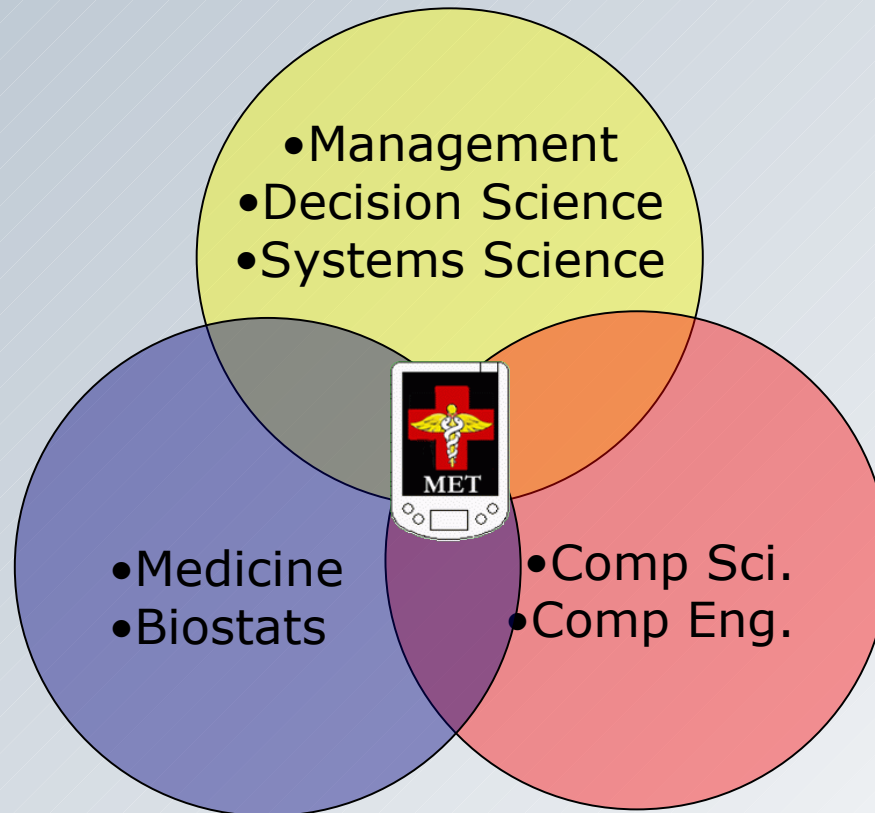 •Management
•Decision Science
•Systems Science
MET
•Medicine
•Biostats
•Comp Sci.
•Comp Eng.